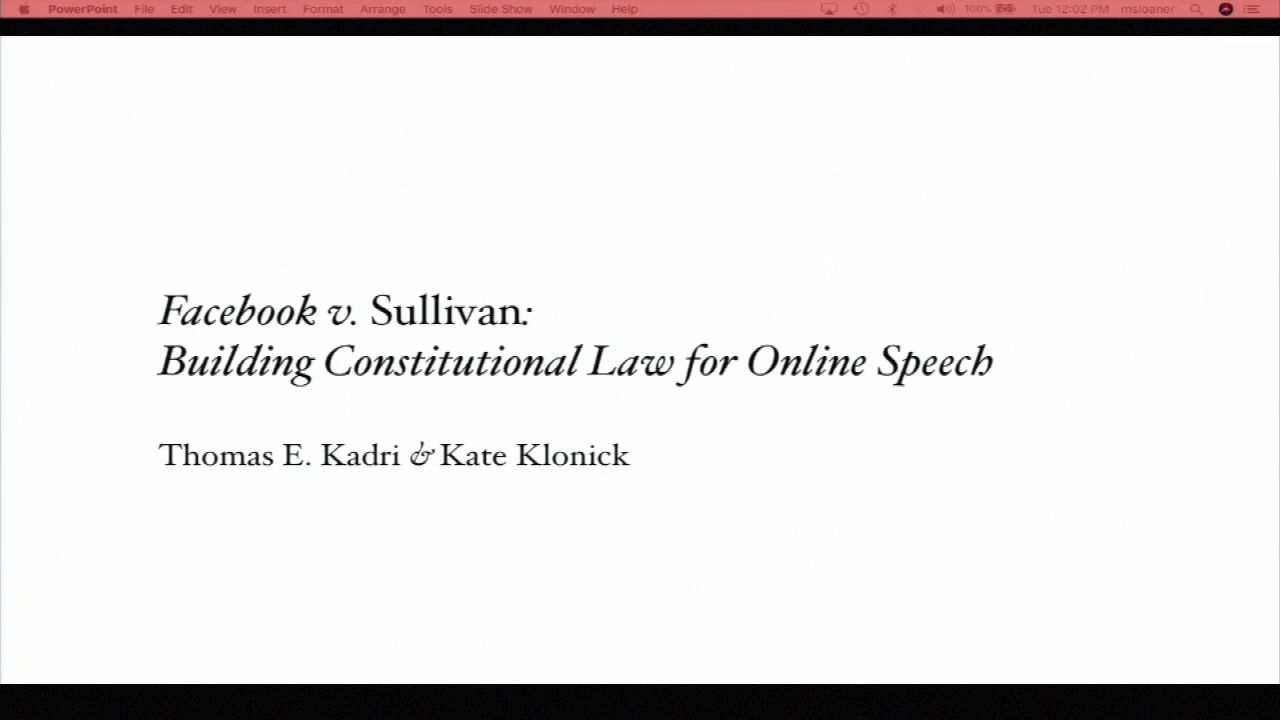 PowerPoint File Edit View Insert Format Arrange Tools Slide Show Window Help 100% Tue 12:02 PM msloaner
Facebook v. Sullivan:
Building Constitutional Law for Online Speech
Thomas E. Kadri & Kate Klonick